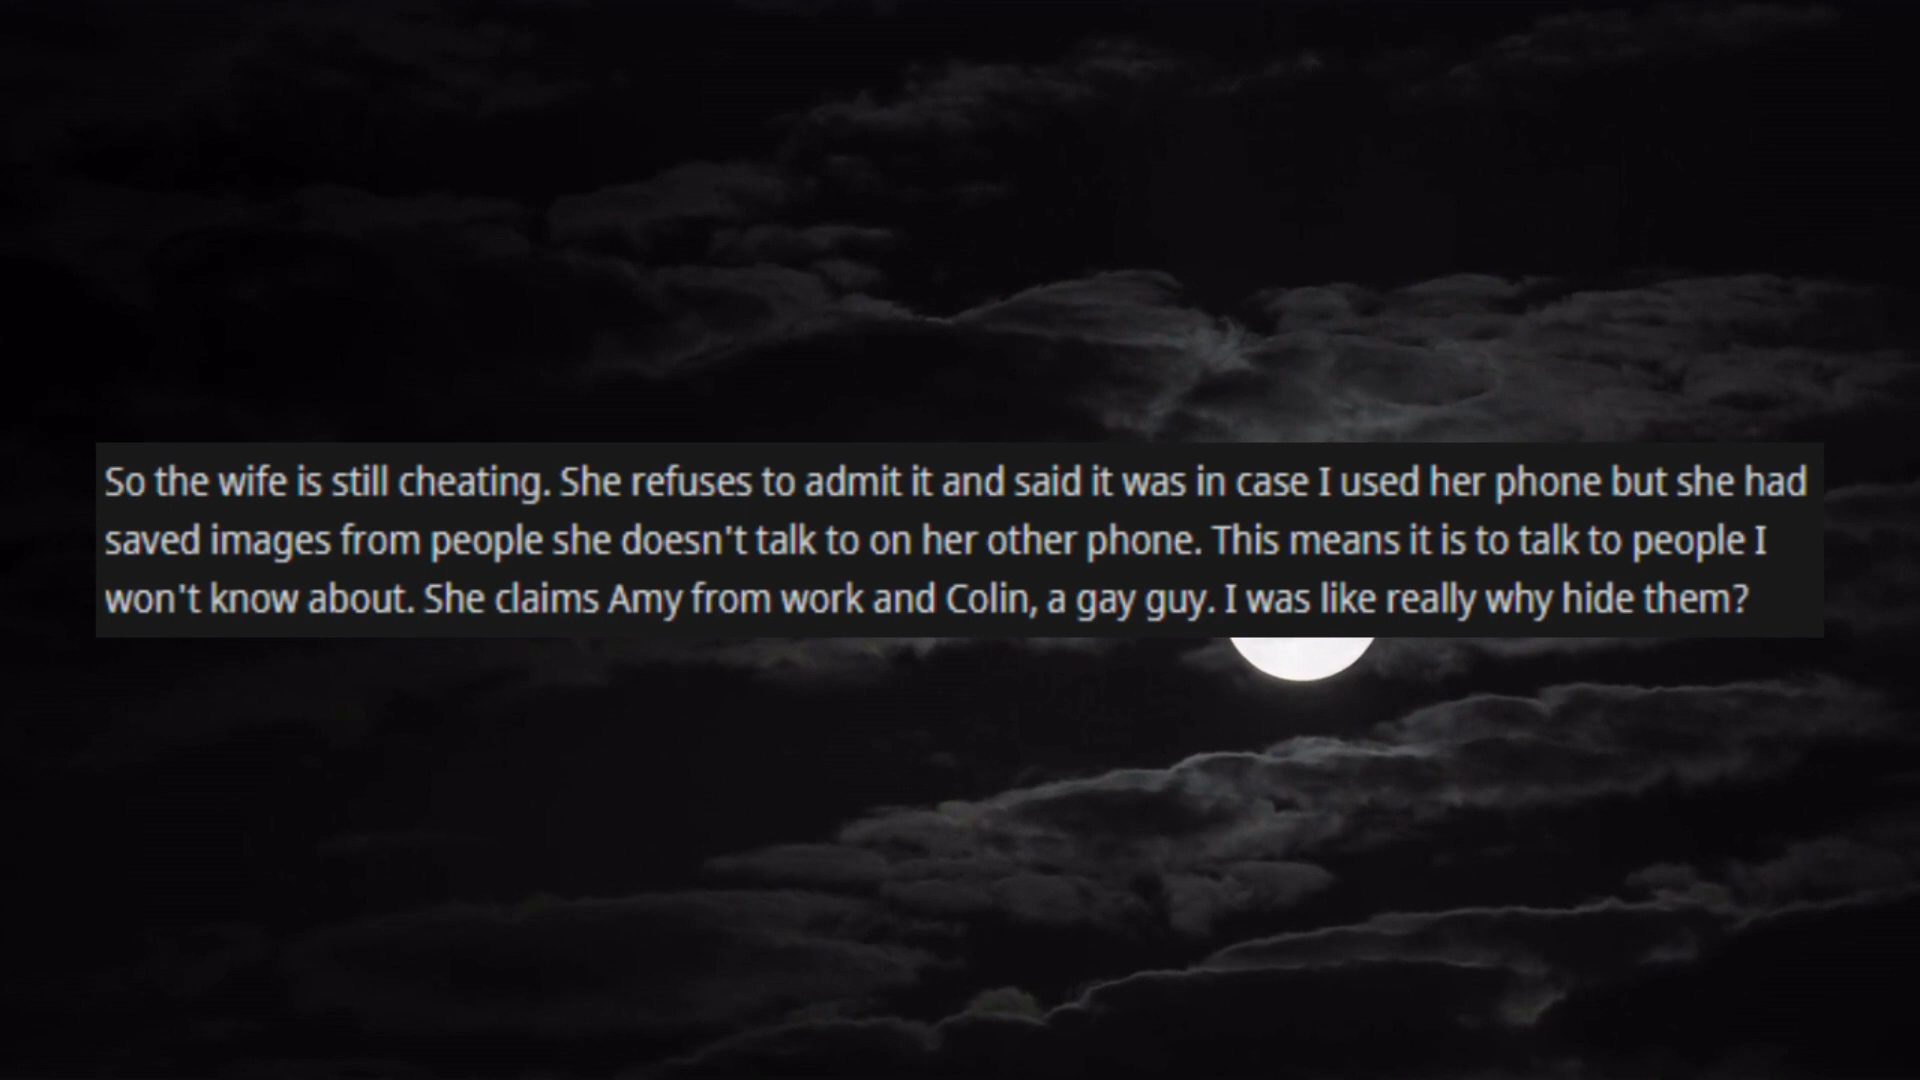 So the wife is still cheating. She refuses to admit it and said it was in case I used her phone but she had
saved images from people she doesn't talk to on her other phone. This means it is to talk to people I
won't know about. She claims Amy from work and Colin, a gay guy. I was like really why hide them?